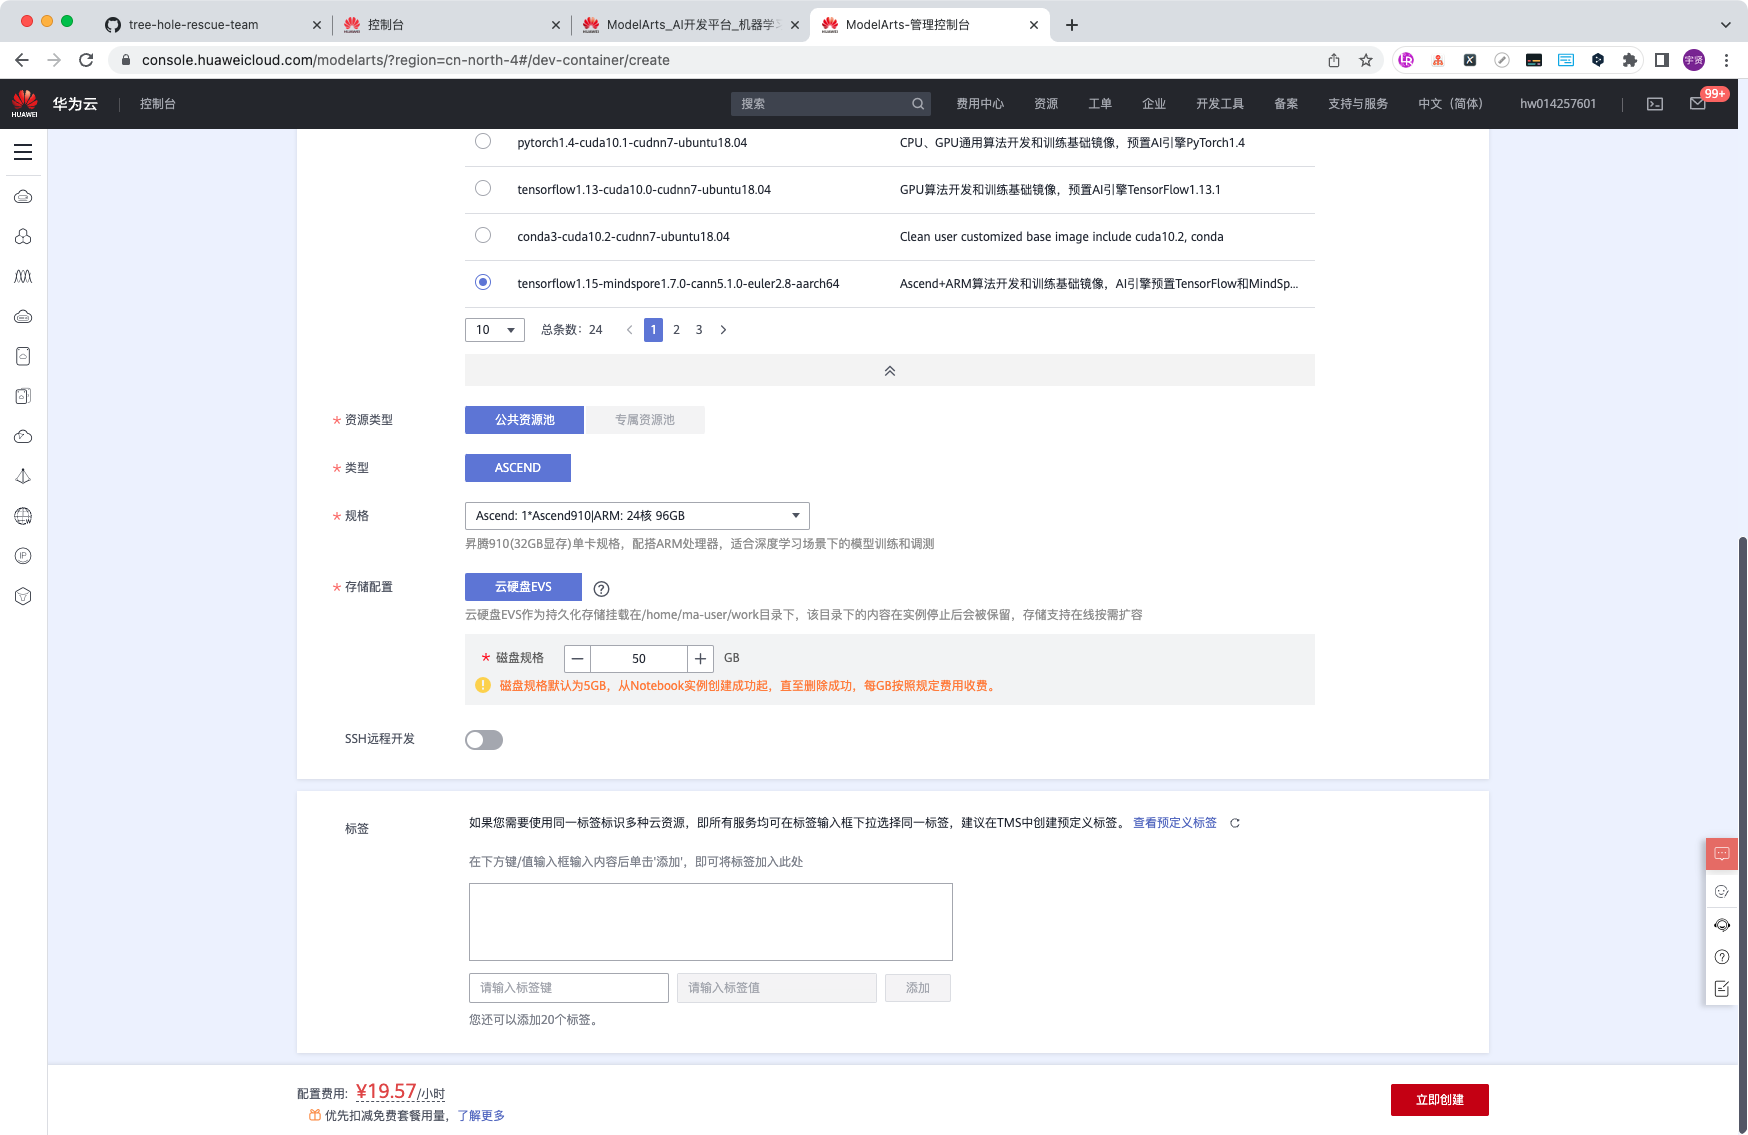 tree-hole-rescue-team
控制台
ModelArts_AI开发平台_机器学习
ModelArts-管理控制台
console.huaweicloud.com/modelarts/?region=cn-north-4#/dev-container/create
宇贤
HUAWEI
华为云
控制台
搜索
费用中心
资源
工单
企业
开发工具
备案
支持与服务
中文（简体）
hw014257601
99+
pytorch1.4-cuda10.1-cudnn7-ubuntu18.04
CPU、GPU通用算法开发和训练基础镜像，预置AI引擎PyTorch1.4
tensorflow1.13-cuda10.0-cudnn7-ubuntu18.04
GPU算法开发和训练基础镜像，预置AI引擎TensorFlow1.13.1
conda3-cuda10.2-cudnn7-ubuntu18.04
Clean user customized base image include cuda10.2, conda
tensorflow1.15-mindspore1.7.0-cann5.1.0-euler2.8-aarch64
Ascend+ARM算法开发和训练基础镜像，AI引擎预置TensorFlow和MindSp...
10
总条数：24
1
2
3
* 资源类型
公共资源池
专属资源池
* 类型
ASCEND
* 规格
Ascend: 1*Ascend910|ARM: 24核 96GB
昇腾910(32GB显存)单卡规格，配搭ARM处理器，适合深度学习场景下的模型训练和调测
* 存储配置
云硬盘EVS
云硬盘EVS作为持久化存储挂载在/home/ma-user/work目录下，该目录下的内容在实例停止后会被保留，存储支持在线按需扩容
* 磁盘规格
50
GB
磁盘规格默认为5GB，从Notebook实例创建成功起，直至删除成功，每GB按照规定费用收费。
SSH远程开发
标签
如果您需要使用同一标签标识多种云资源，即所有服务均可在标签输入框下拉选择同一标签，建议在TMS中创建预定义标签。 查看预定义标签
在下方键/值输入框输入内容后单击'添加'，即可将标签加入此处
请输入标签键
请输入标签值
添加
您还可以添加20个标签。
配置费用: ¥19.57/小时
优先扣减免费套餐用量，了解更多
立即创建